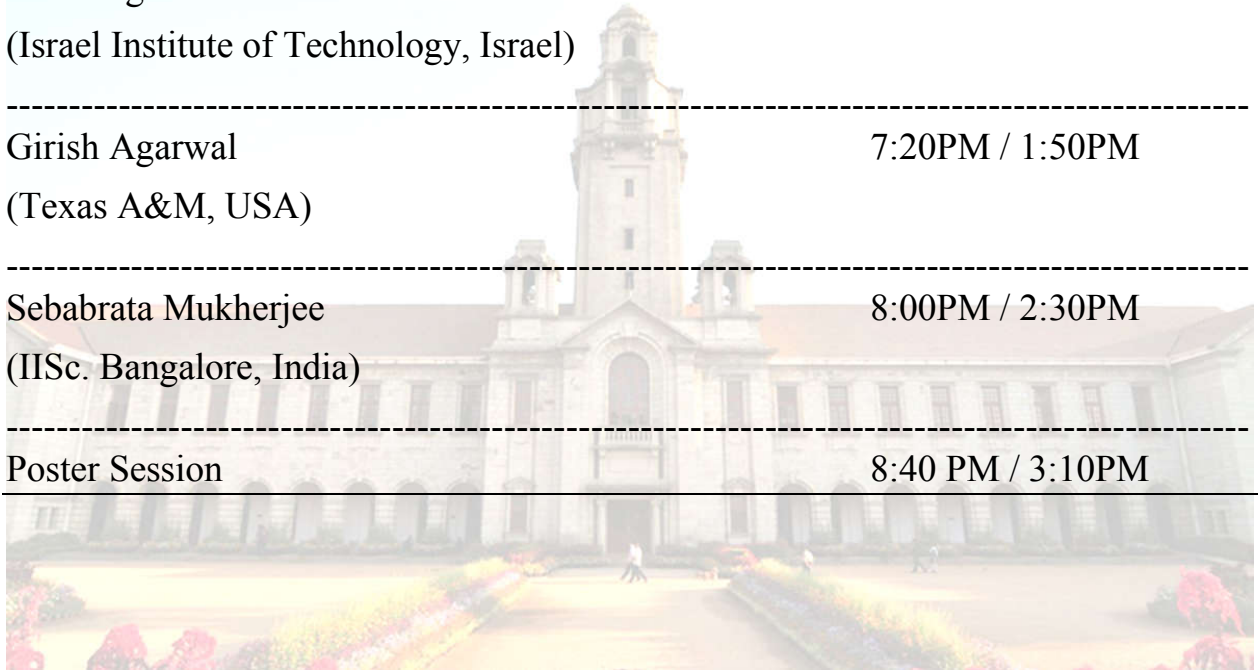 (Israel Institute of Technology, Israel)
----------------------------------------------------------------------------------------------------
Girish Agarwal 7:20PM / 1:50PM
(Texas A&M, USA)
----------------------------------------------------------------------------------------------------
Sebabrata Mukherjee 8:00PM / 2:30PM
(IISc. Bangalore, India)
----------------------------------------------------------------------------------------------------
Poster Session 8:40 PM / 3:10PM